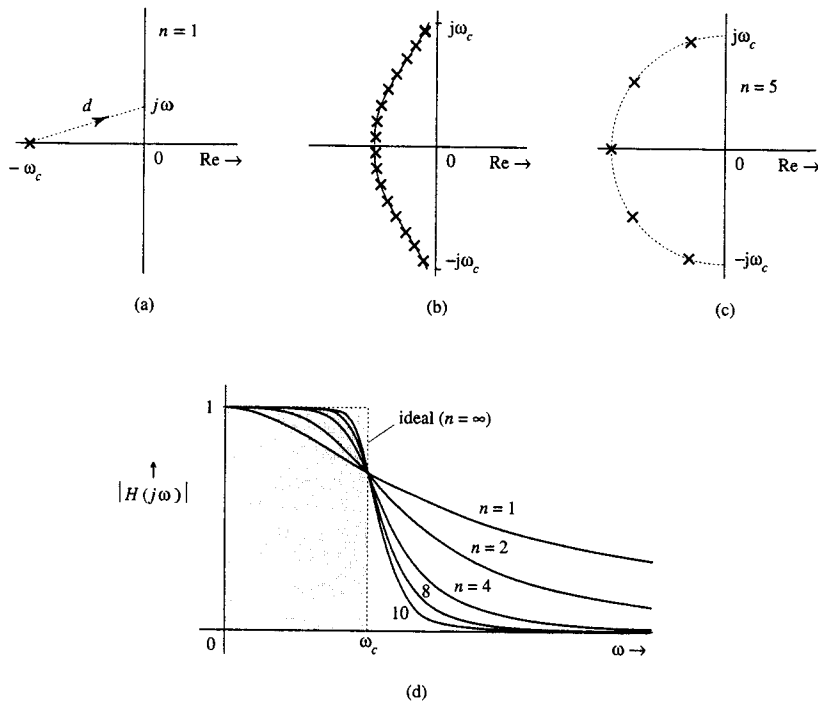 n = 1
d
jω
− ω_c
0
Re →
(a)
jω_c
0
Re →
−jω_c
(b)
jω_c
n = 5
0
Re →
−jω_c
(c)
1
ideal (n = ∞)
↑
|H(jω)|
n = 1
n = 2
n = 4
8
10
0
ω_c
ω →
(d)